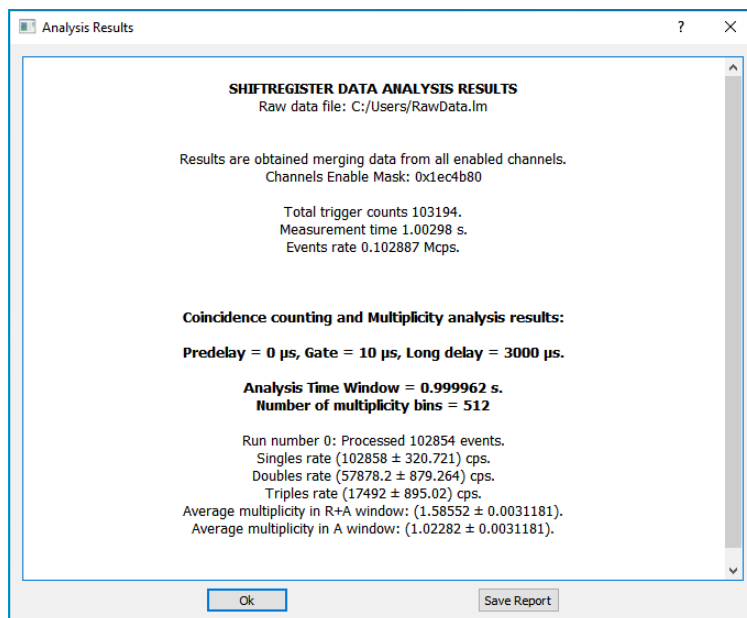 Analysis Results
?
SHIFTREGISTER DATA ANALYSIS RESULTS
Raw data file: C:/Users/RawData.lm
Results are obtained merging data from all enabled channels.
Channels Enable Mask: 0x1ec4b80
Total trigger counts 103194.
Measurement time 1.00298 s.
Events rate 0.102887 Mcps.
Coincidence counting and Multiplicity analysis results:
Predelay = 0 µs, Gate = 10 µs, Long delay = 3000 µs.
Analysis Time Window = 0.999962 s.
Number of multiplicity bins = 512
Run number 0: Processed 102854 events.
Singles rate (102858 ± 320.721) cps.
Doubles rate (57878.2 ± 879.264) cps.
Triples rate (17492 ± 895.02) cps.
Average multiplicity in R+A window: (1.58552 ± 0.0031181).
Average multiplicity in A window: (1.02282 ± 0.0031181).
Ok
Save Report